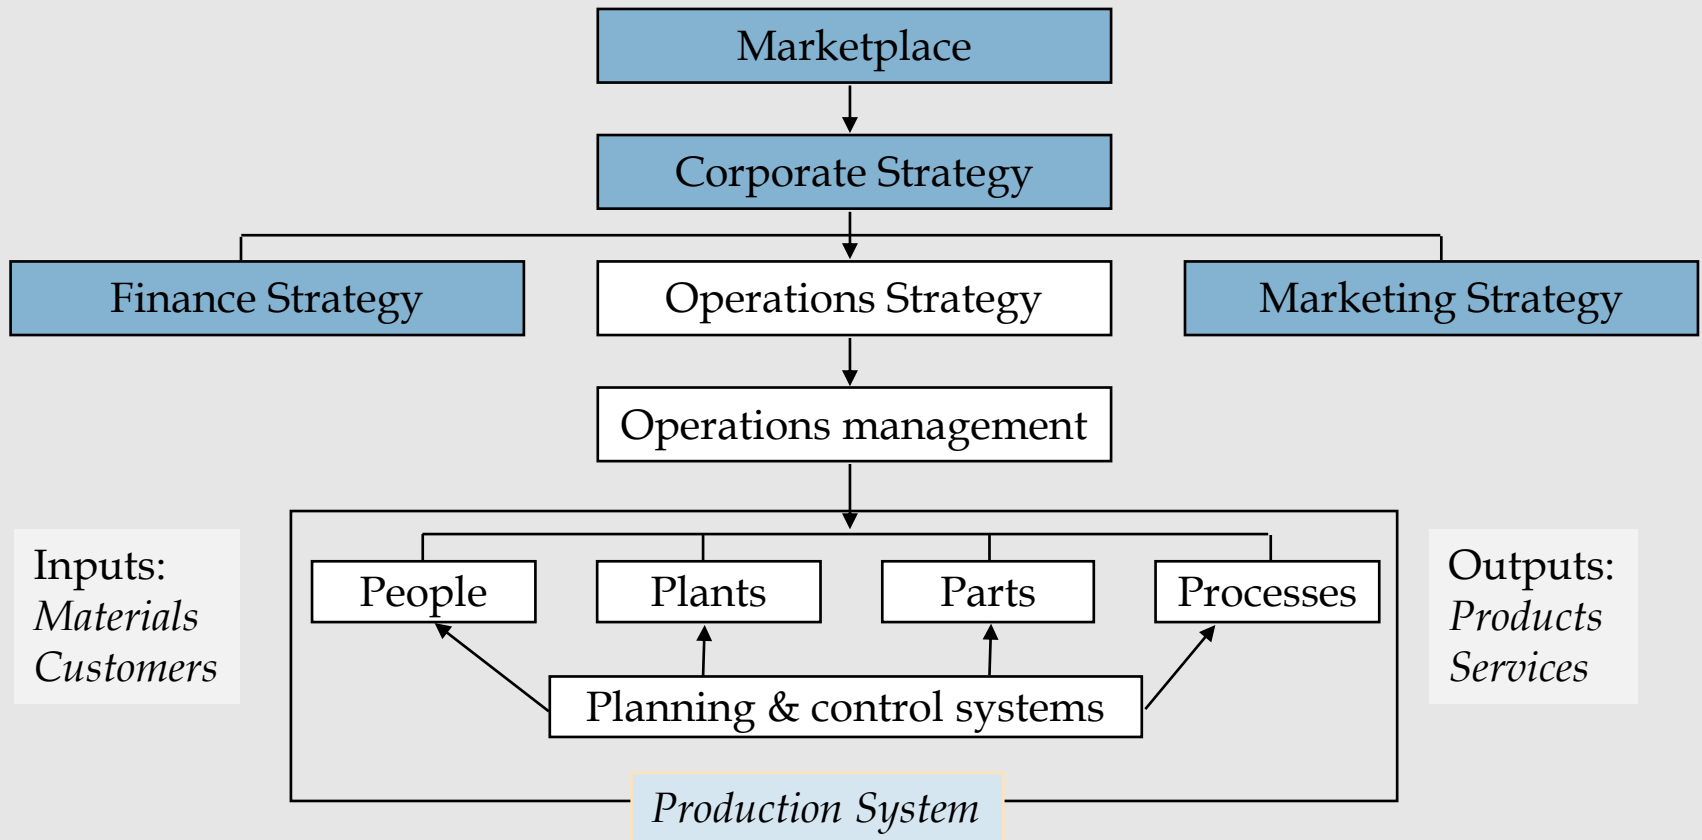 Marketplace
Corporate Strategy
Finance Strategy
Operations Strategy
Marketing Strategy
Operations management
Inputs:
Materials
Customers
People
Plants
Parts
Processes
Planning & control systems
Outputs:
Products
Services
Production System